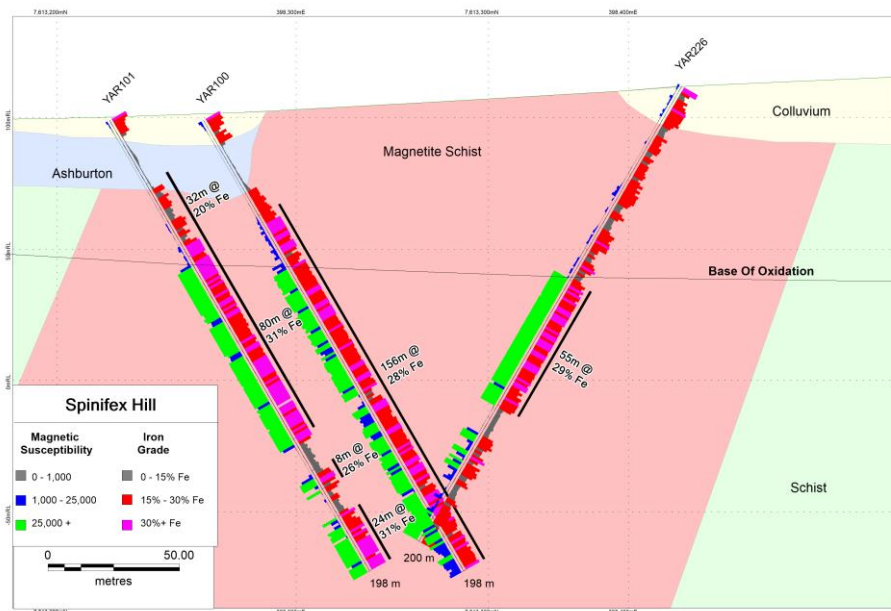 7,613,200mN
398,300mE
7,613,300mN
398,400mE
YAR101
YAR100
YAR226
100mRL
Colluvium
Magnetite Schist
Ashburton
32m @
20% Fe
Base Of Oxidation
80m @
31% Fe
156m @
28% Fe
55m @
29% Fe
0mRL
Spinifex Hill
Magnetic
Susceptibility
Iron
Grade
0 - 1,000
0 - 15% Fe
1,000 - 25,000
15% - 30% Fe
25,000 +
30%+ Fe
0
50.00
metres
8m @
26% Fe
24m @
31% Fe
Schist
-50mRL
200 m
198 m
198 m